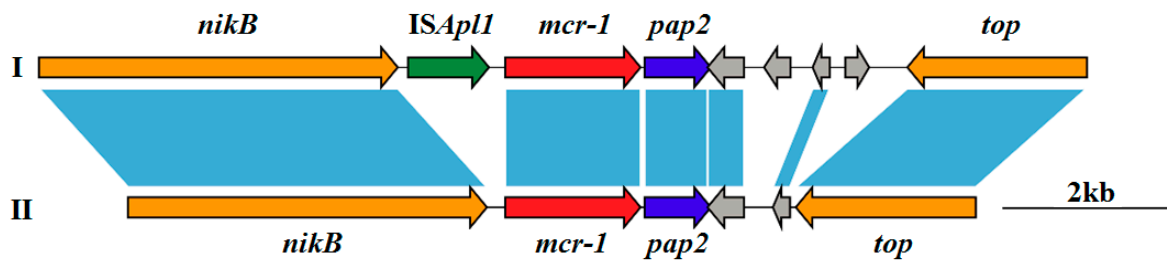 nikB ISApl1 mcr-1 pap2 top
I
II
2kb
nikB mcr-1 pap2 top